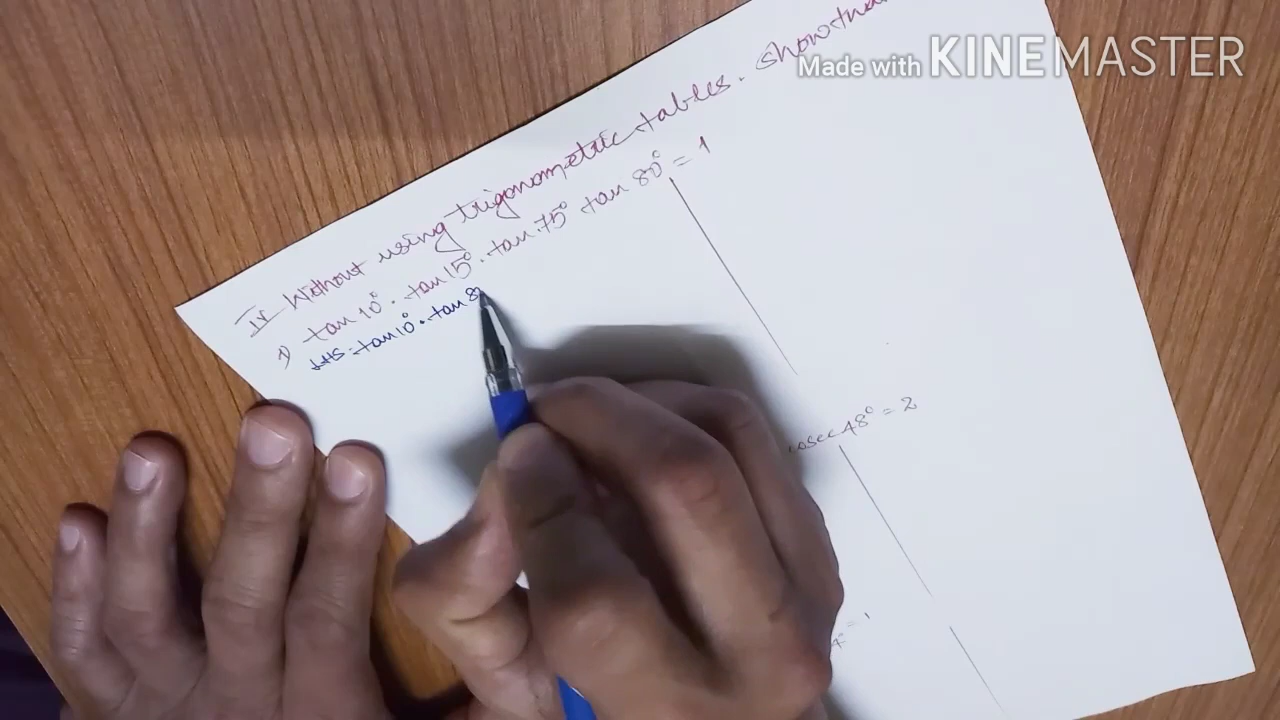 Made with KINEMASTER
IV Without using trigonometric tables. Show that
1) tan 10° . tan 15° . tan 75° tan 80° = 1
LHS = tan 10° . tan 8
cosec 48° = 2
= 1